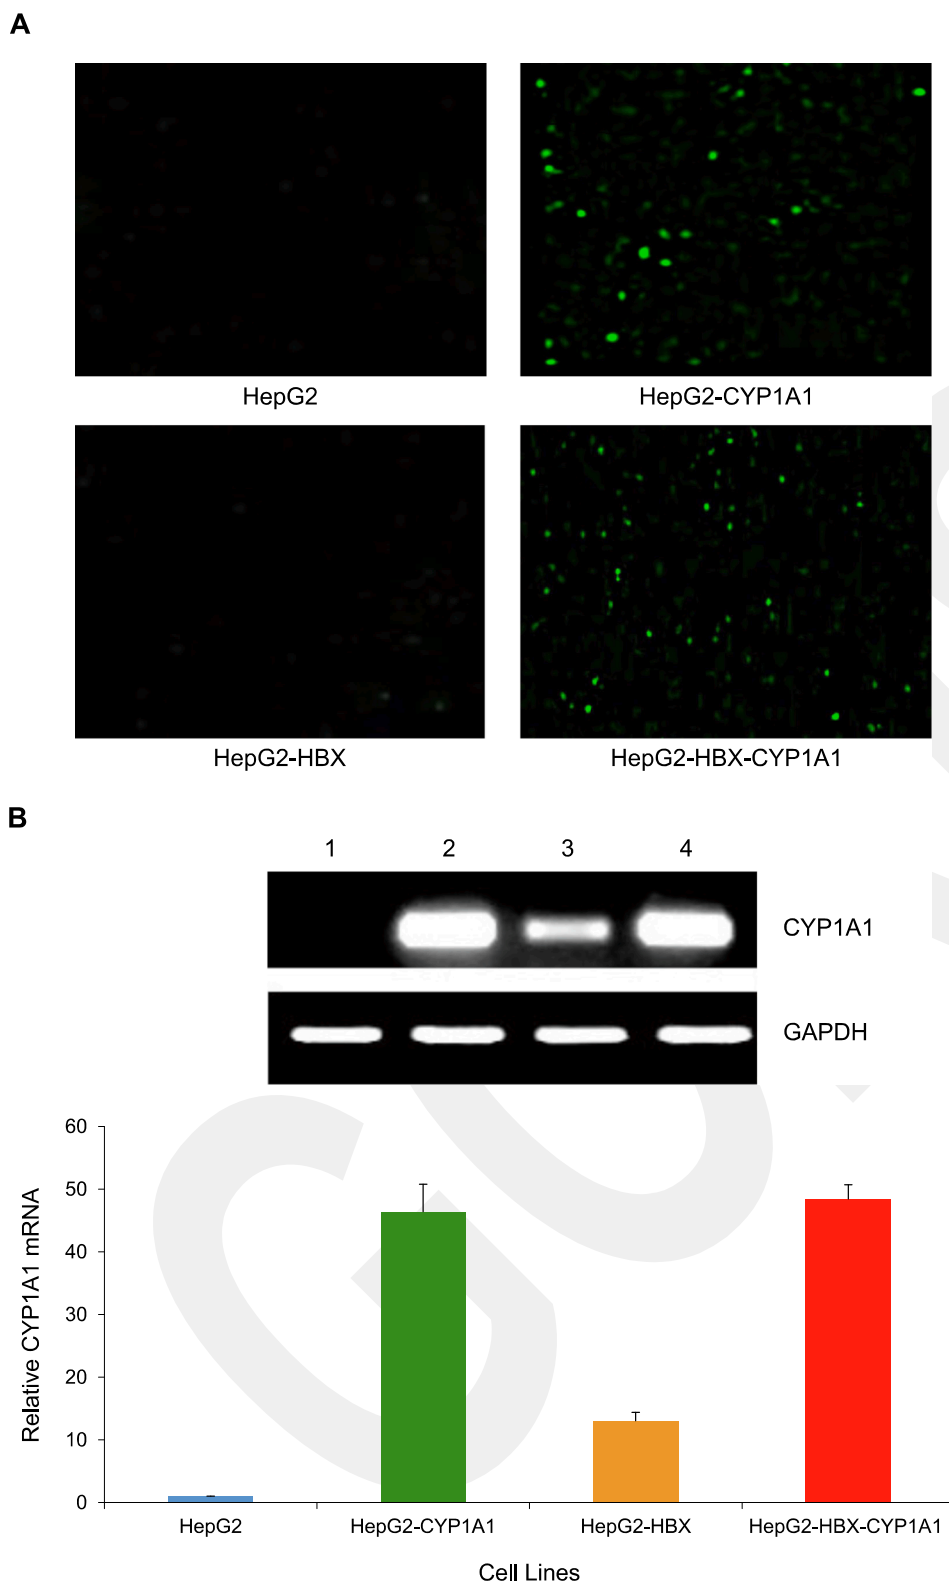 A
HepG2
HepG2-CYP1A1
HepG2-HBX
HepG2-HBX-CYP1A1
B
1 2 3 4
CYP1A1
GAPDH
60
50
40
30
20
10
0
Relative CYP1A1 mRNA
HepG2 HepG2-CYP1A1 HepG2-HBX HepG2-HBX-CYP1A1
Cell Lines